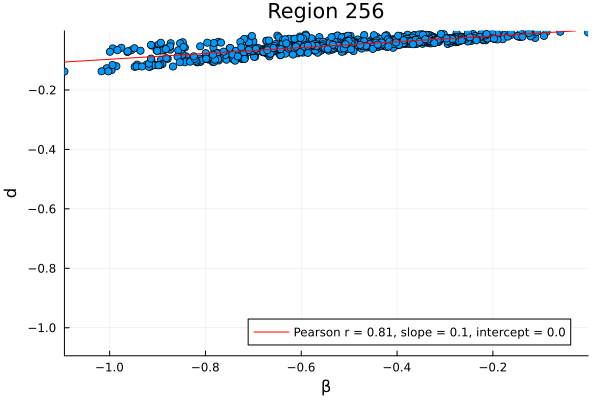 Region 256
d
−0.2
−0.4
−0.6
−0.8
−1.0
Pearson r = 0.81, slope = 0.1, intercept = 0.0
−1.0 −0.8 −0.6 −0.4 −0.2
β